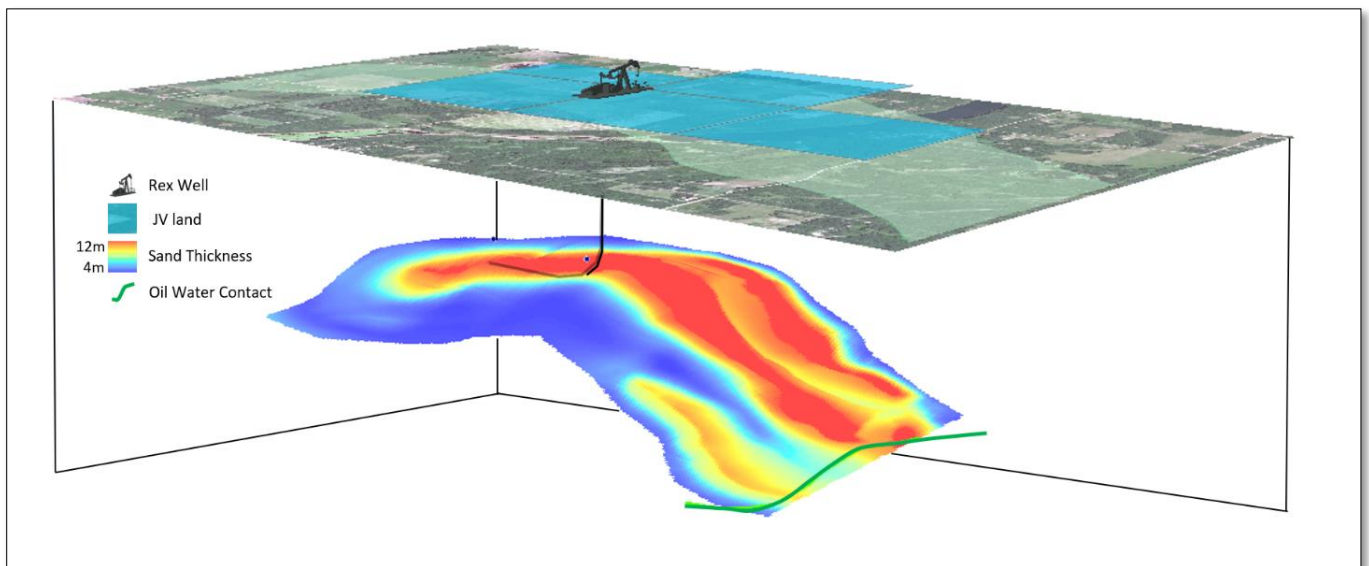 Rex Well
JV land
12m
4m
Sand Thickness
Oil Water Contact